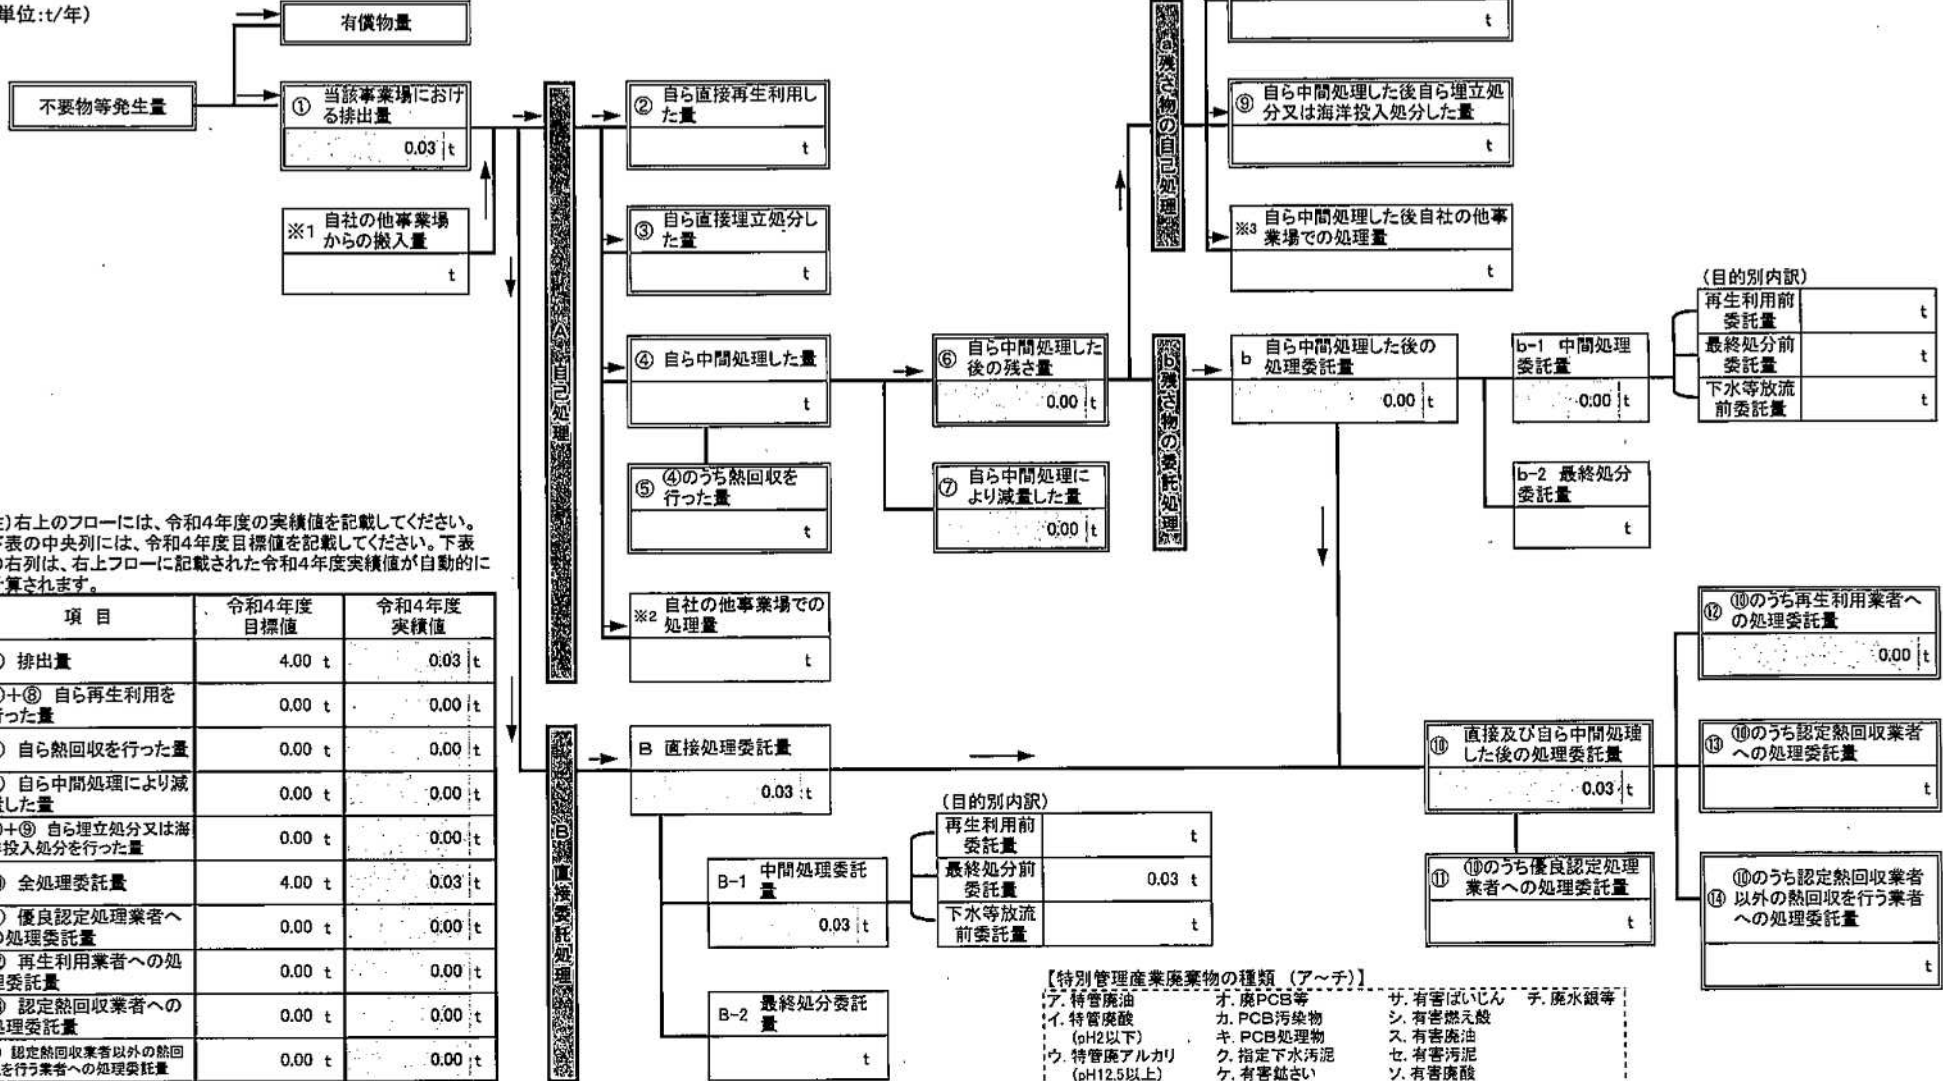 単位:t/年)
有償物量
不要物等発生量
① 当該事業場におけ
る排出量
0.03 t
※1 自社の他事業場
からの搬入量
t
A 自己処理
② 自ら直接再生利用し
た量
t
③ 自ら直接埋立処分し
た量
t
④ 自ら中間処理した量
t
⑤ ④のうち熱回収を
行った量
t
※2 自社の他事業場での
処理量
t
⑥ 自ら中間処理した
後の残さ量
0.00 t
⑦ 自ら中間処理に
より減量した量
0.00 t
a残さ物の自己処理
t
⑨ 自ら中間処理した後自ら埋立処
分又は海洋投入処分した量
t
※3 自ら中間処理した後自社の他事
業場での処理量
t
b残さ物の委託処理
b 自ら中間処理した後の
処理委託量
0.00 t
b-1 中間処理
委託量
0.00 t
b-2 最終処分
委託量
t
(目的別内訳)
再生利用前
委託量
t
最終処分前
委託量
t
下水等放流
前委託量
t
)右上のフローには、令和4年度の実績値を記載してください。
下表の中央列には、令和4年度目標値を記載してください。下表
の右列は、右上フローに記載された令和4年度実績値が自動的に
計算されます。
項 目 令和4年度
目標値 令和4年度
実績値
) 排出量 4.00 t 0.03 t
)+⑧ 自ら再生利用を
行った量 0.00 t 0.00 t
) 自ら熱回収を行った量 0.00 t 0.00 t
) 自ら中間処理により減
量した量 0.00 t 0.00 t
)+⑨ 自ら埋立処分又は海
洋投入処分を行った量 0.00 t 0.00 t
) 全処理委託量 4.00 t 0.03 t
) 優良認定処理業者へ
の処理委託量 0.00 t 0.00 t
) 再生利用業者への処
理委託量 0.00 t 0.00 t
) 認定熱回収業者への
処理委託量 0.00 t 0.00 t
) 認定熱回収業者以外の熱回
収を行う業者への処理委託量 0.00 t 0.00 t
B 直接委託処理
B 直接処理委託量
0.03 t
B-1 中間処理委託
量
0.03 t
B-2 最終処分委託
量
t
(目的別内訳)
再生利用前
委託量
t
最終処分前
委託量
0.03 t
下水等放流
前委託量
t
⑩ 直接及び自ら中間処理
した後の処理委託量
0.03 t
⑪ ⑩のうち優良認定処理
業者への処理委託量
t
⑫ ⑩のうち再生利用業者へ
の処理委託量
0.00 t
⑬ ⑩のうち認定熱回収業者
への処理委託量
t
⑭ ⑩のうち認定熱回収業者
以外の熱回収を行う業者
への処理委託量
t
【特別管理産業廃棄物の種類 (ア~チ)】
ア. 特管廃油 オ. 廃PCB等 サ. 有害ばいじん チ. 廃水銀等
イ. 特管廃酸 カ. PCB汚染物 シ. 有害燃え殻
(pH2以下) キ. PCB処理物 ス. 有害廃油
ウ. 特管廃アルカリ ク. 指定下水汚泥 セ. 有害汚泥
(pH12.5以上) ケ. 有害鉱さい ソ. 有害廃酸